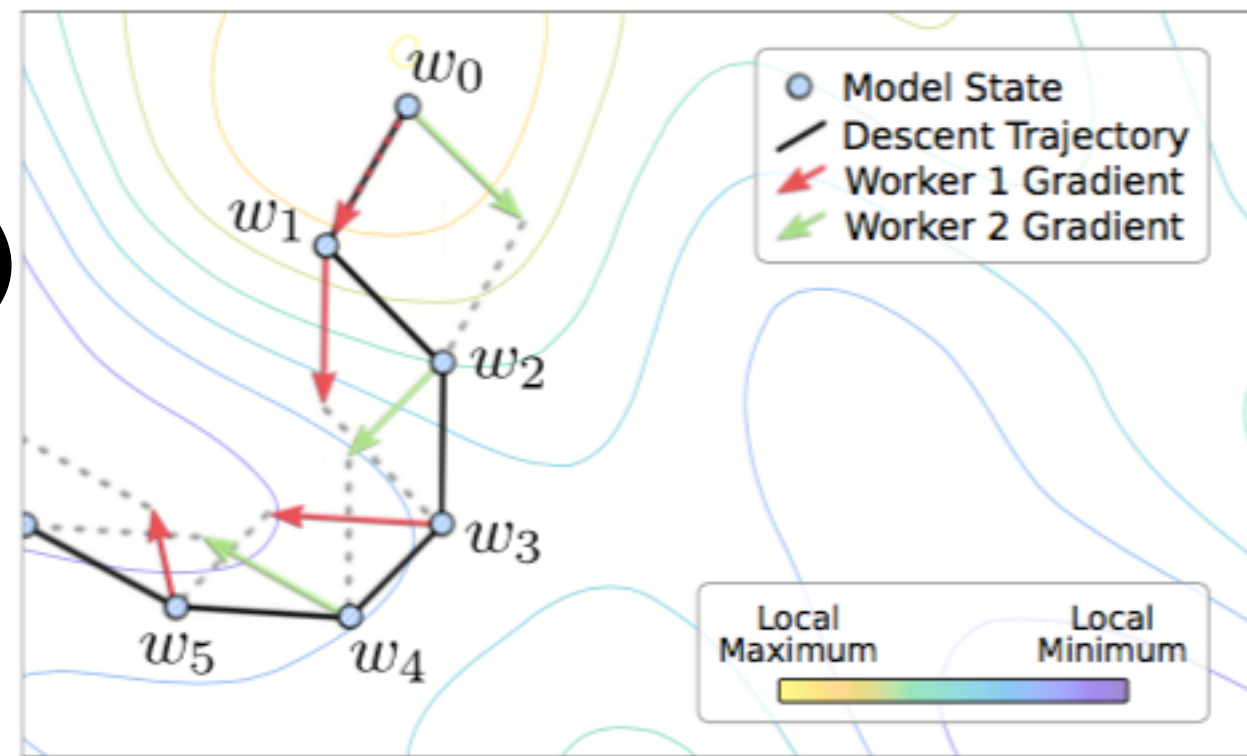 w0
w1
w2
w3
w4
w5
Model State
Descent Trajectory
Worker 1 Gradient
Worker 2 Gradient
Local Maximum
Local Minimum